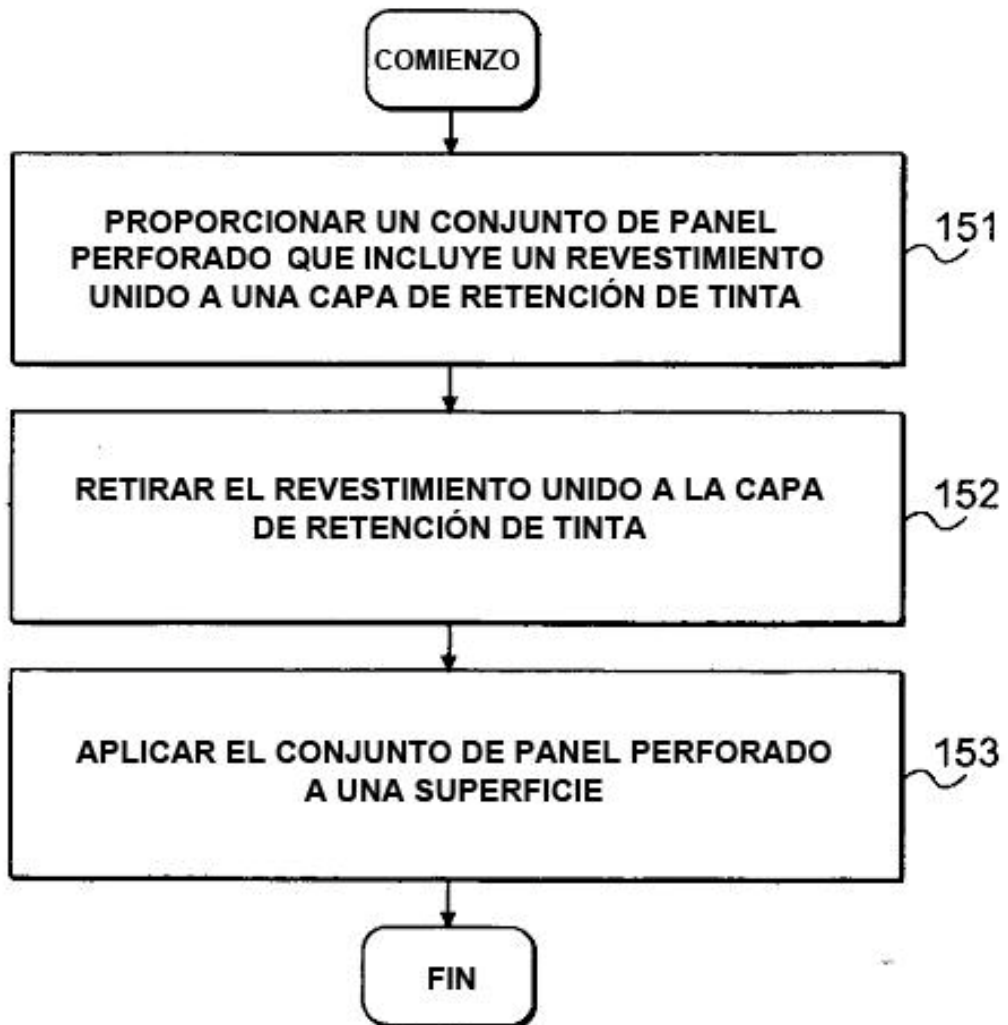 COMIENZO
PROPORCIONAR UN CONJUNTO DE PANEL
PERFORADO QUE INCLUYE UN REVESTIMIENTO
UNIDO A UNA CAPA DE RETENCIÓN DE TINTA
151
RETIRAR EL REVESTIMIENTO UNIDO A LA CAPA
DE RETENCIÓN DE TINTA
152
APLICAR EL CONJUNTO DE PANEL PERFORADO
A UNA SUPERFICIE
153
FIN